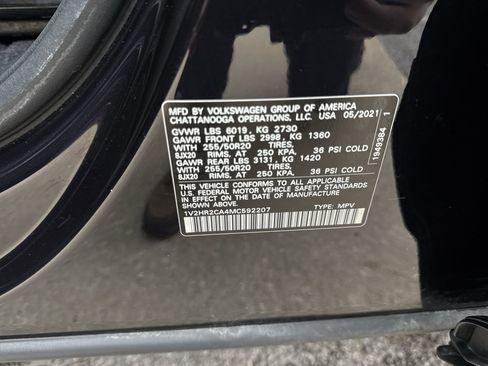 MFD BY VOLKSWAGEN GROUP OF AMERICA
CHATTANOOGA OPERATIONS, LLC. USA 05/2021
GVWR LBS 6019, KG 2730
GAWR FRONT LBS 2998, KG 1360
WITH 255/50R20 TIRES,
8JX20 RIMS, AT 250 KPA, 36 PSI COLD
GAWR REAR LBS 3131, KG 1420
WITH 255/50R20 TIRES,
8JX20 RIMS, AT 250 KPA, 36 PSI COLD
THIS VEHICLE CONFORMS TO ALL APPLICABLE
U.S. FEDERAL MOTOR VEHICLE SAFETY STANDARDS
IN EFFECT ON THE DATE OF MANUFACTURE
SHOWN ABOVE.
1V2HR2CA4MC592207 TYPE: MPV
1949384 1